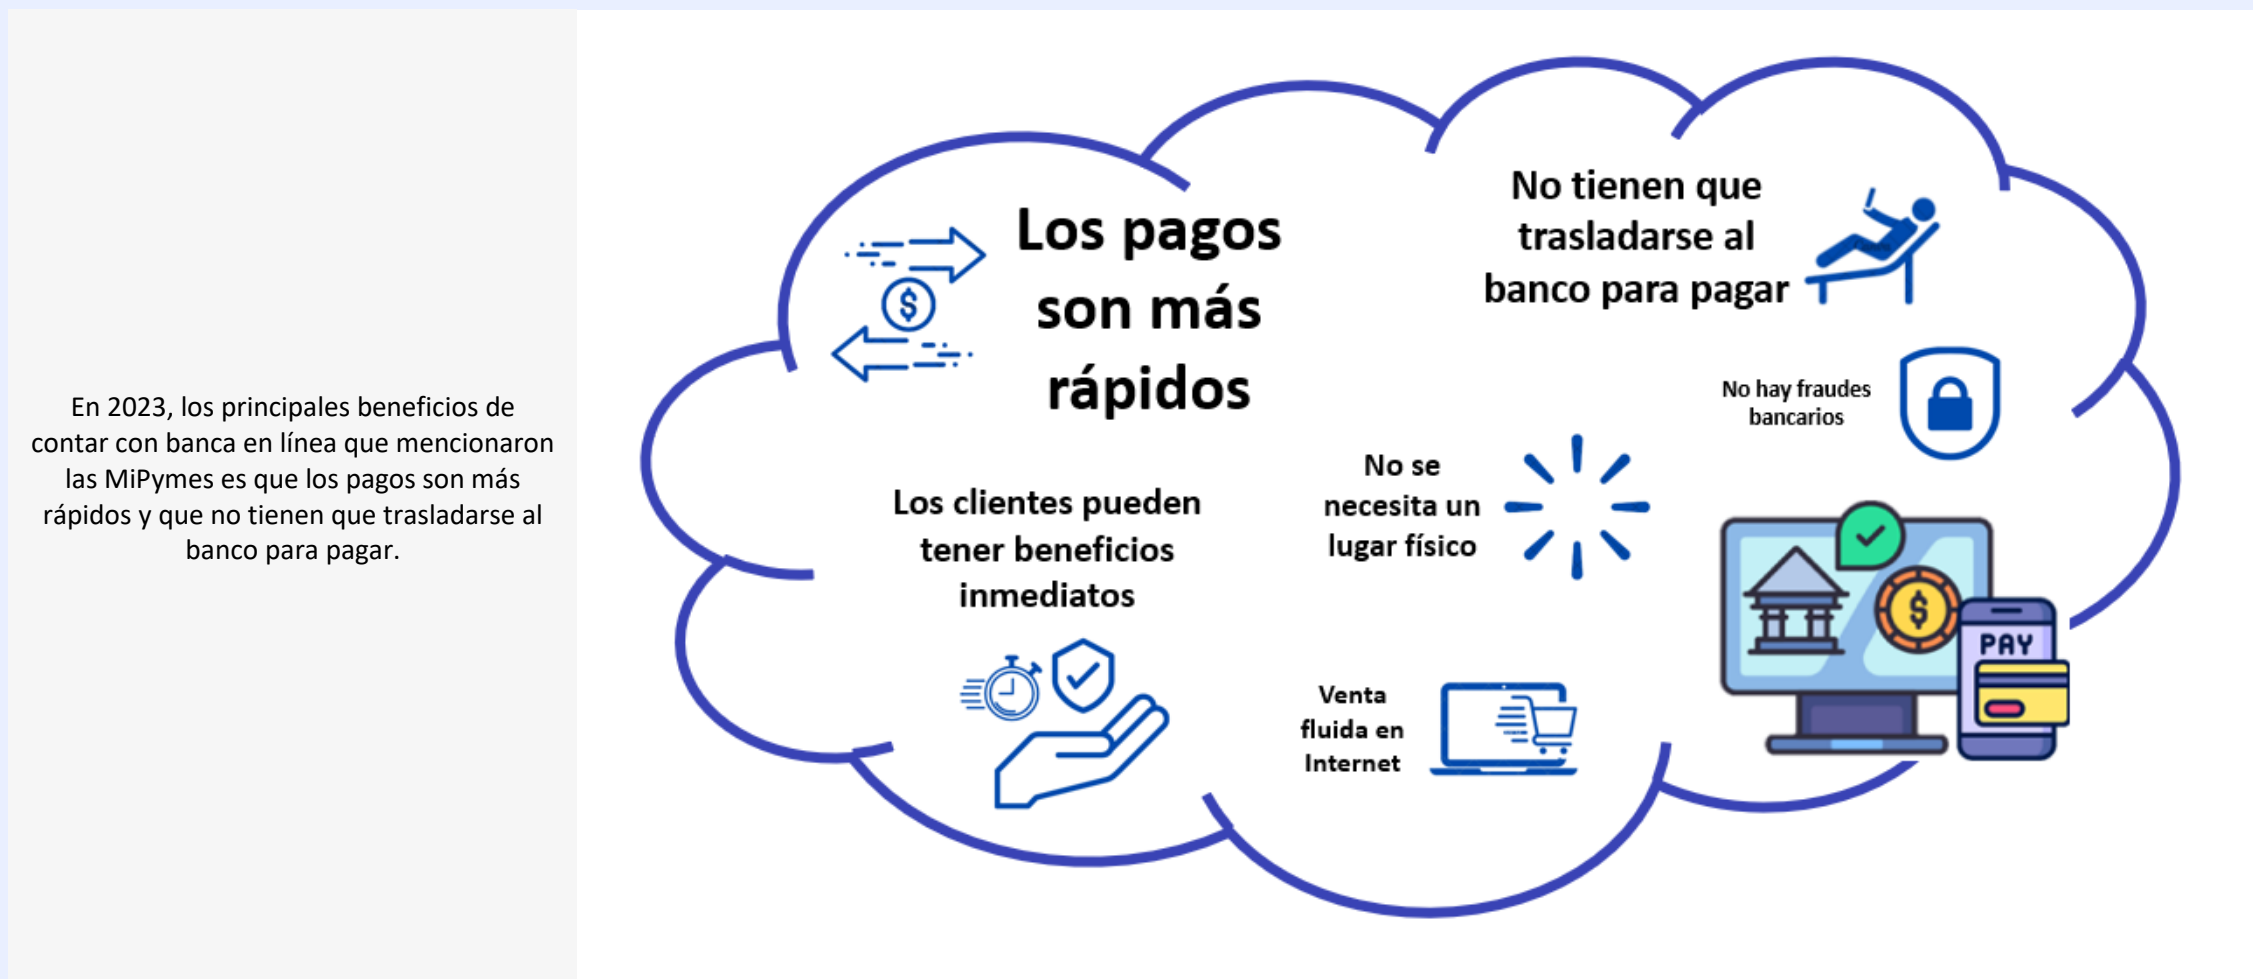 En 2023, los principales beneficios de
contar con banca en línea que mencionaron
las MiPymes es que los pagos son más
rápidos y que no tienen que trasladarse al
banco para pagar.
Los pagos
son más
rápidos
No tienen que
trasladarse al
banco para pagar
No hay fraudes
bancarios
No se
necesita un
lugar físico
Los clientes pueden
tener beneficios
inmediatos
Venta
fluida en
Internet
$
$
PAY